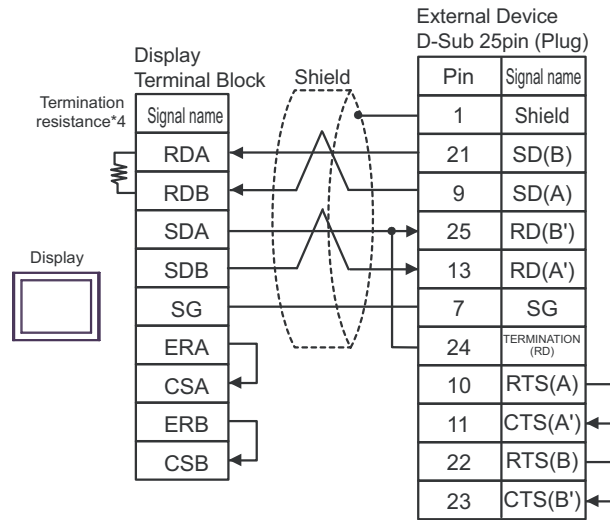 External Device
D-Sub 25pin (Plug)
Display
Terminal Block
Shield
Termination
resistance*4
Signal name
RDA
RDB
SDA
SDB
SG
ERA
CSA
ERB
CSB
Display
Pin Signal name
1 Shield
21 SD(B)
9 SD(A)
25 RD(B')
13 RD(A')
7 SG
24 TERMINATION
(RD)
10 RTS(A)
11 CTS(A')
22 RTS(B)
23 CTS(B')